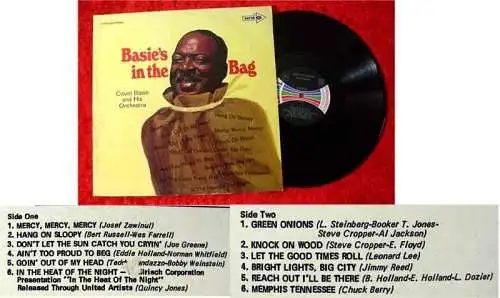 Basie's
in the
Bag
Count Basie
and His
Orchestra
Side One
1. MERCY, MERCY, MERCY (Josef Zawinul)
2. HANG ON SLOOPY (Bert Russell-Wes Farrell)
3. DON'T LET THE SUN CATCH YOU CRYIN' (Joe Greene)
4. AIN'T TOO PROUD TO BEG (Eddie Holland-Norman Whitfield)
5. GOIN' OUT OF MY HEAD (Tedd andazzo-Bobby Weinstein)
6. IN THE HEAT OF THE NIGHT — irisch Corporation
Presentation "In The Heat Of The Night"
Released Through United Artists (Quincy Jones)
Side Two
1. GREEN ONIONS (L. Steinberg-Booker T. Jones-
Steve Cropper-Al Jackson)
2. KNOCK ON WOOD (Steve Cropper-E. Floyd)
3. LET THE GOOD TIMES ROLL (Leonard Lee)
4. BRIGHT LIGHTS, BIG CITY (Jimmy Reed)
5. REACH OUT I'LL BE THERE (B. Holland-E. Holland-L. Dozier)
6. MEMPHIS TENNESSEE (Chuck Berry)